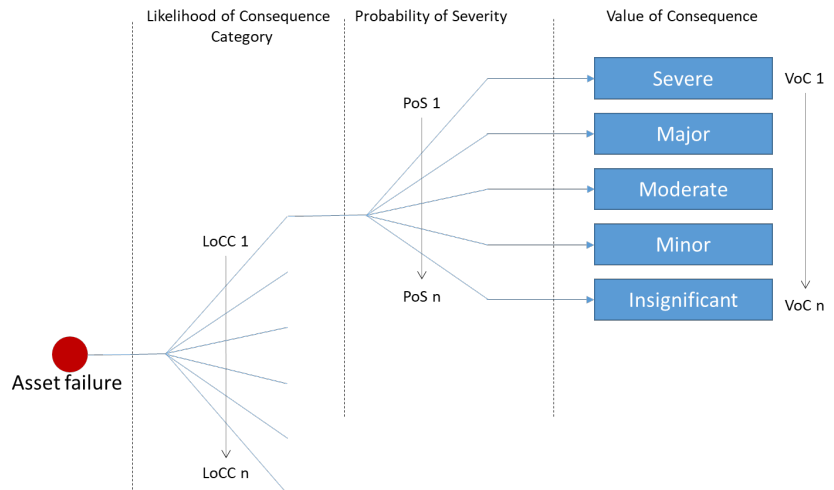 Likelihood of Consequence
Category
Probability of Severity
Value of Consequence
Severe
VoC 1
PoS 1
Major
Moderate
LoCC 1
Minor
PoS n
Insignificant
VoC n
Asset failure
LoCC n